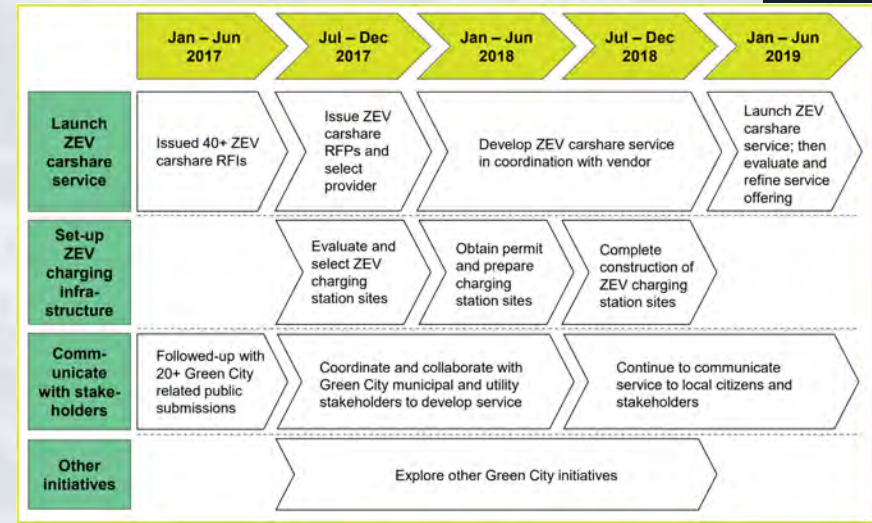 Jan – Jun
2017
Jul – Dec
2017
Jan – Jun
2018
Jul – Dec
2018
Jan – Jun
2019
Launch
ZEV
carshare
service
Issued 40+ ZEV
carshare RFIs
Issue ZEV
carshare
RFPs and
select
provider
Develop ZEV carshare service
in coordination with vendor
Launch ZEV
carshare
service; then
evaluate and
refine service
offering
Set-up
ZEV
charging
infra-
structure
Evaluate and
select ZEV
charging
station sites
Obtain permit
and prepare
charging
station sites
Complete
construction of
ZEV charging
station sites
Comm-
unicate
with stake-
holders
Followed-up with
20+ Green City
related public
submissions
Coordinate and collaborate with
Green City municipal and utility
stakeholders to develop service
Continue to communicate
service to local citizens and
stakeholders
Other
initiatives
Explore other Green City initiatives